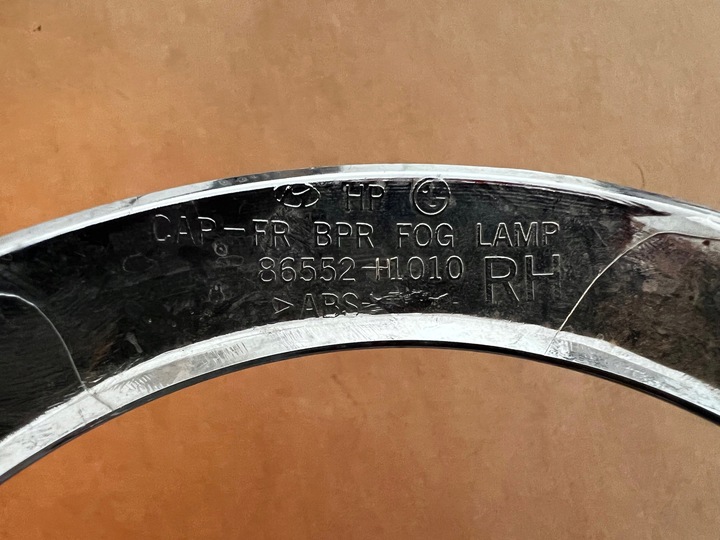 HP
CAP-FR BPR FOG LAMP
86552-H1010 RH
>ABS